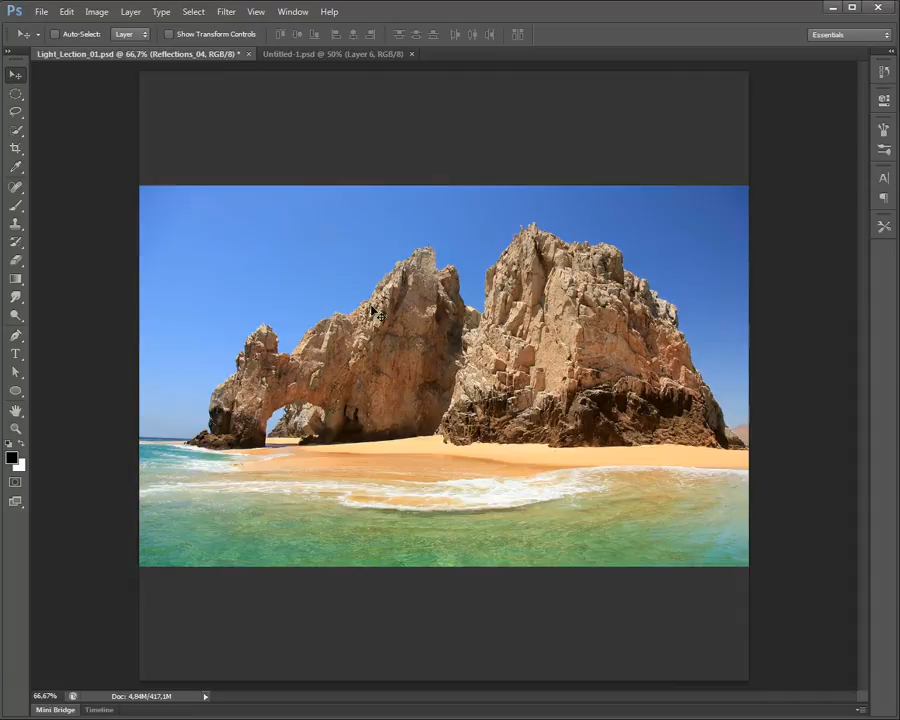 Ps File Edit Image Layer Type Select Filter View Window Help
Auto-Select: Layer Show Transform Controls Essentials
Light_Lection_01.psd @ 66,7% (Reflections_04, RGB/8) * × Untitled-1.psd @ 50% (Layer 6, RGB/8) ×
66,67% Doc: 4,84M/417,1M
Mini Bridge Timeline